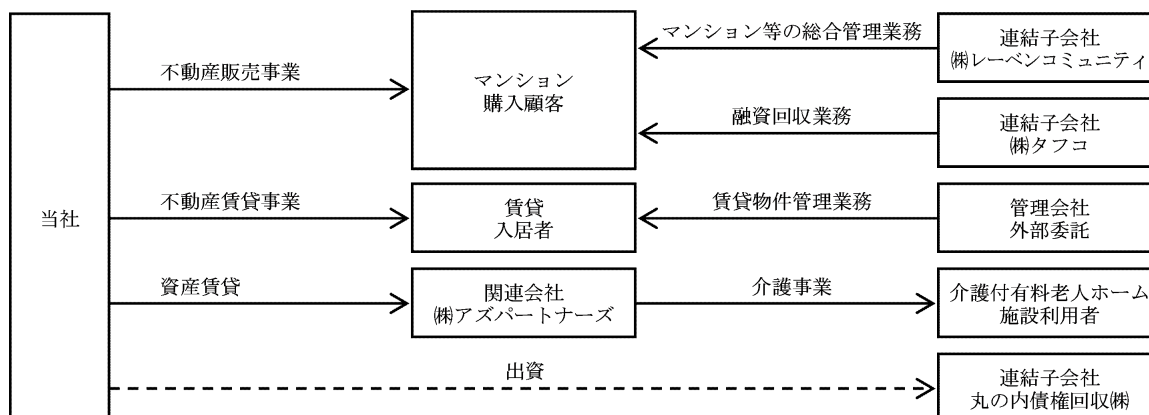 当社
不動産販売事業
マンション
購入顧客
マンション等の総合管理業務
連結子会社
㈱レーベンコミュニティ
融資回収業務
連結子会社
㈱タフコ
不動産賃貸事業
賃貸
入居者
賃貸物件管理業務
管理会社
外部委託
資産賃貸
関連会社
㈱アズパートナーズ
介護事業
介護付有料老人ホーム
施設利用者
出資
連結子会社
丸の内債権回収㈱